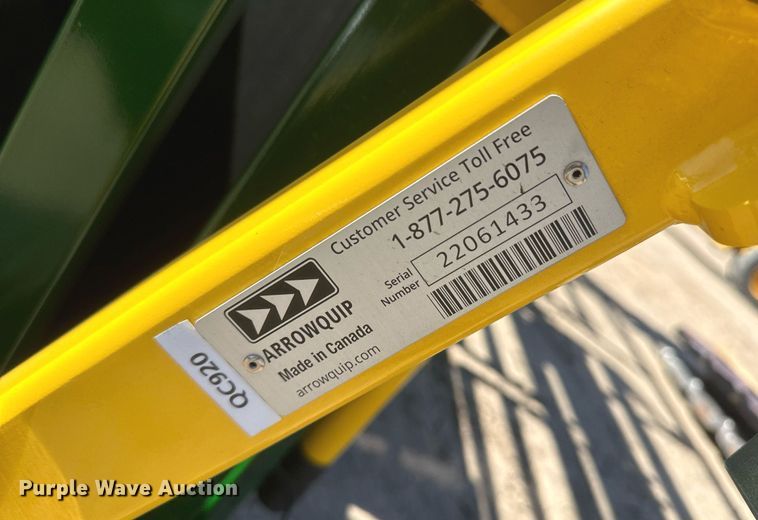 Customer Service Toll Free
1-877-275-6075
Serial
Number
22061433
ARROWQUIP
Made in Canada
arrowquip.com
QC920
Purple Wave Auction